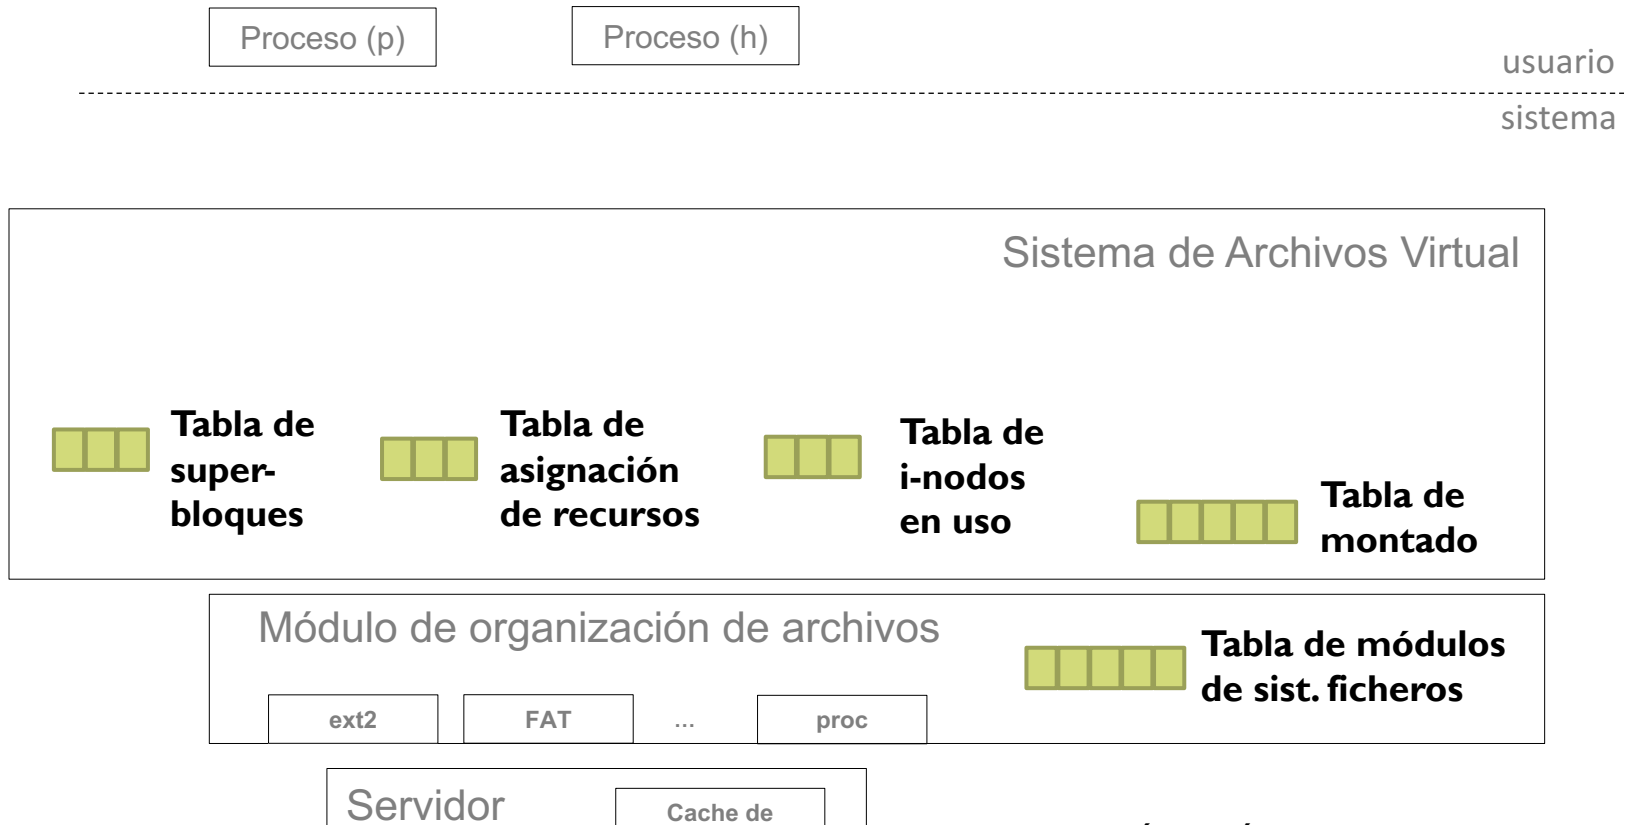 Proceso (p)
Proceso (h)
usuario
sistema
Sistema de Archivos Virtual
Tabla de
super-
bloques
Tabla de
asignación
de recursos
Tabla de
i-nodos
en uso
Tabla de
montado
Módulo de organización de archivos
Tabla de módulos
de sist. ficheros
ext2
FAT
...
proc
Servidor
Cache de